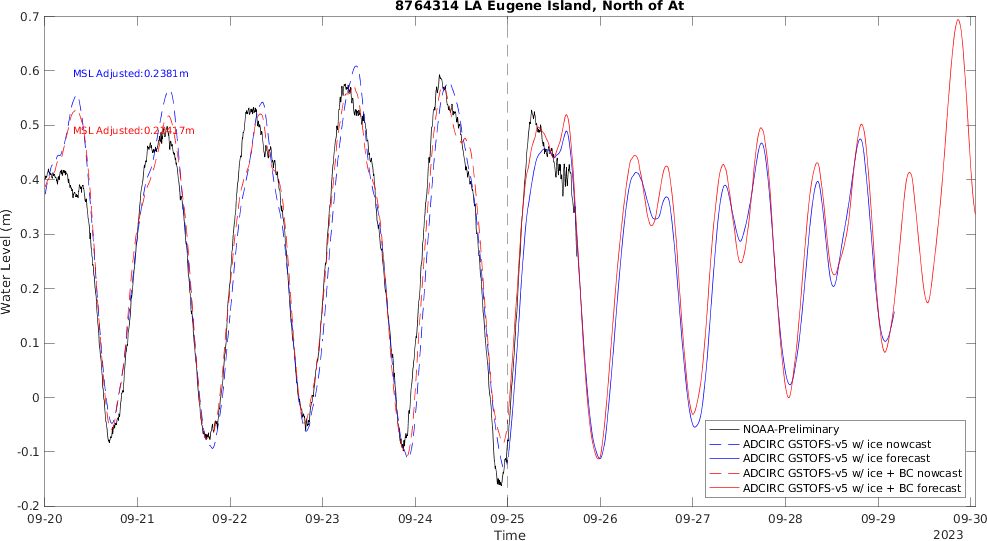 8764314 LA Eugene Island, North of At
0.7
0.6
0.5
0.4
0.3
0.2
0.1
0
-0.1
-0.2
Water Level (m)
MSL Adjusted:0.2381m
MSL Adjusted:
NOAA-Preliminary
ADCIRC GSTOFS-v5 w/ ice nowcast
ADCIRC GSTOFS-v5 w/ ice forecast
ADCIRC GSTOFS-v5 w/ ice + BC nowcast
ADCIRC GSTOFS-v5 w/ ice + BC forecast
09-20 09-21 09-22 09-23 09-24 09-25 09-26 09-27 09-28 09-29 09-30
Time
2023